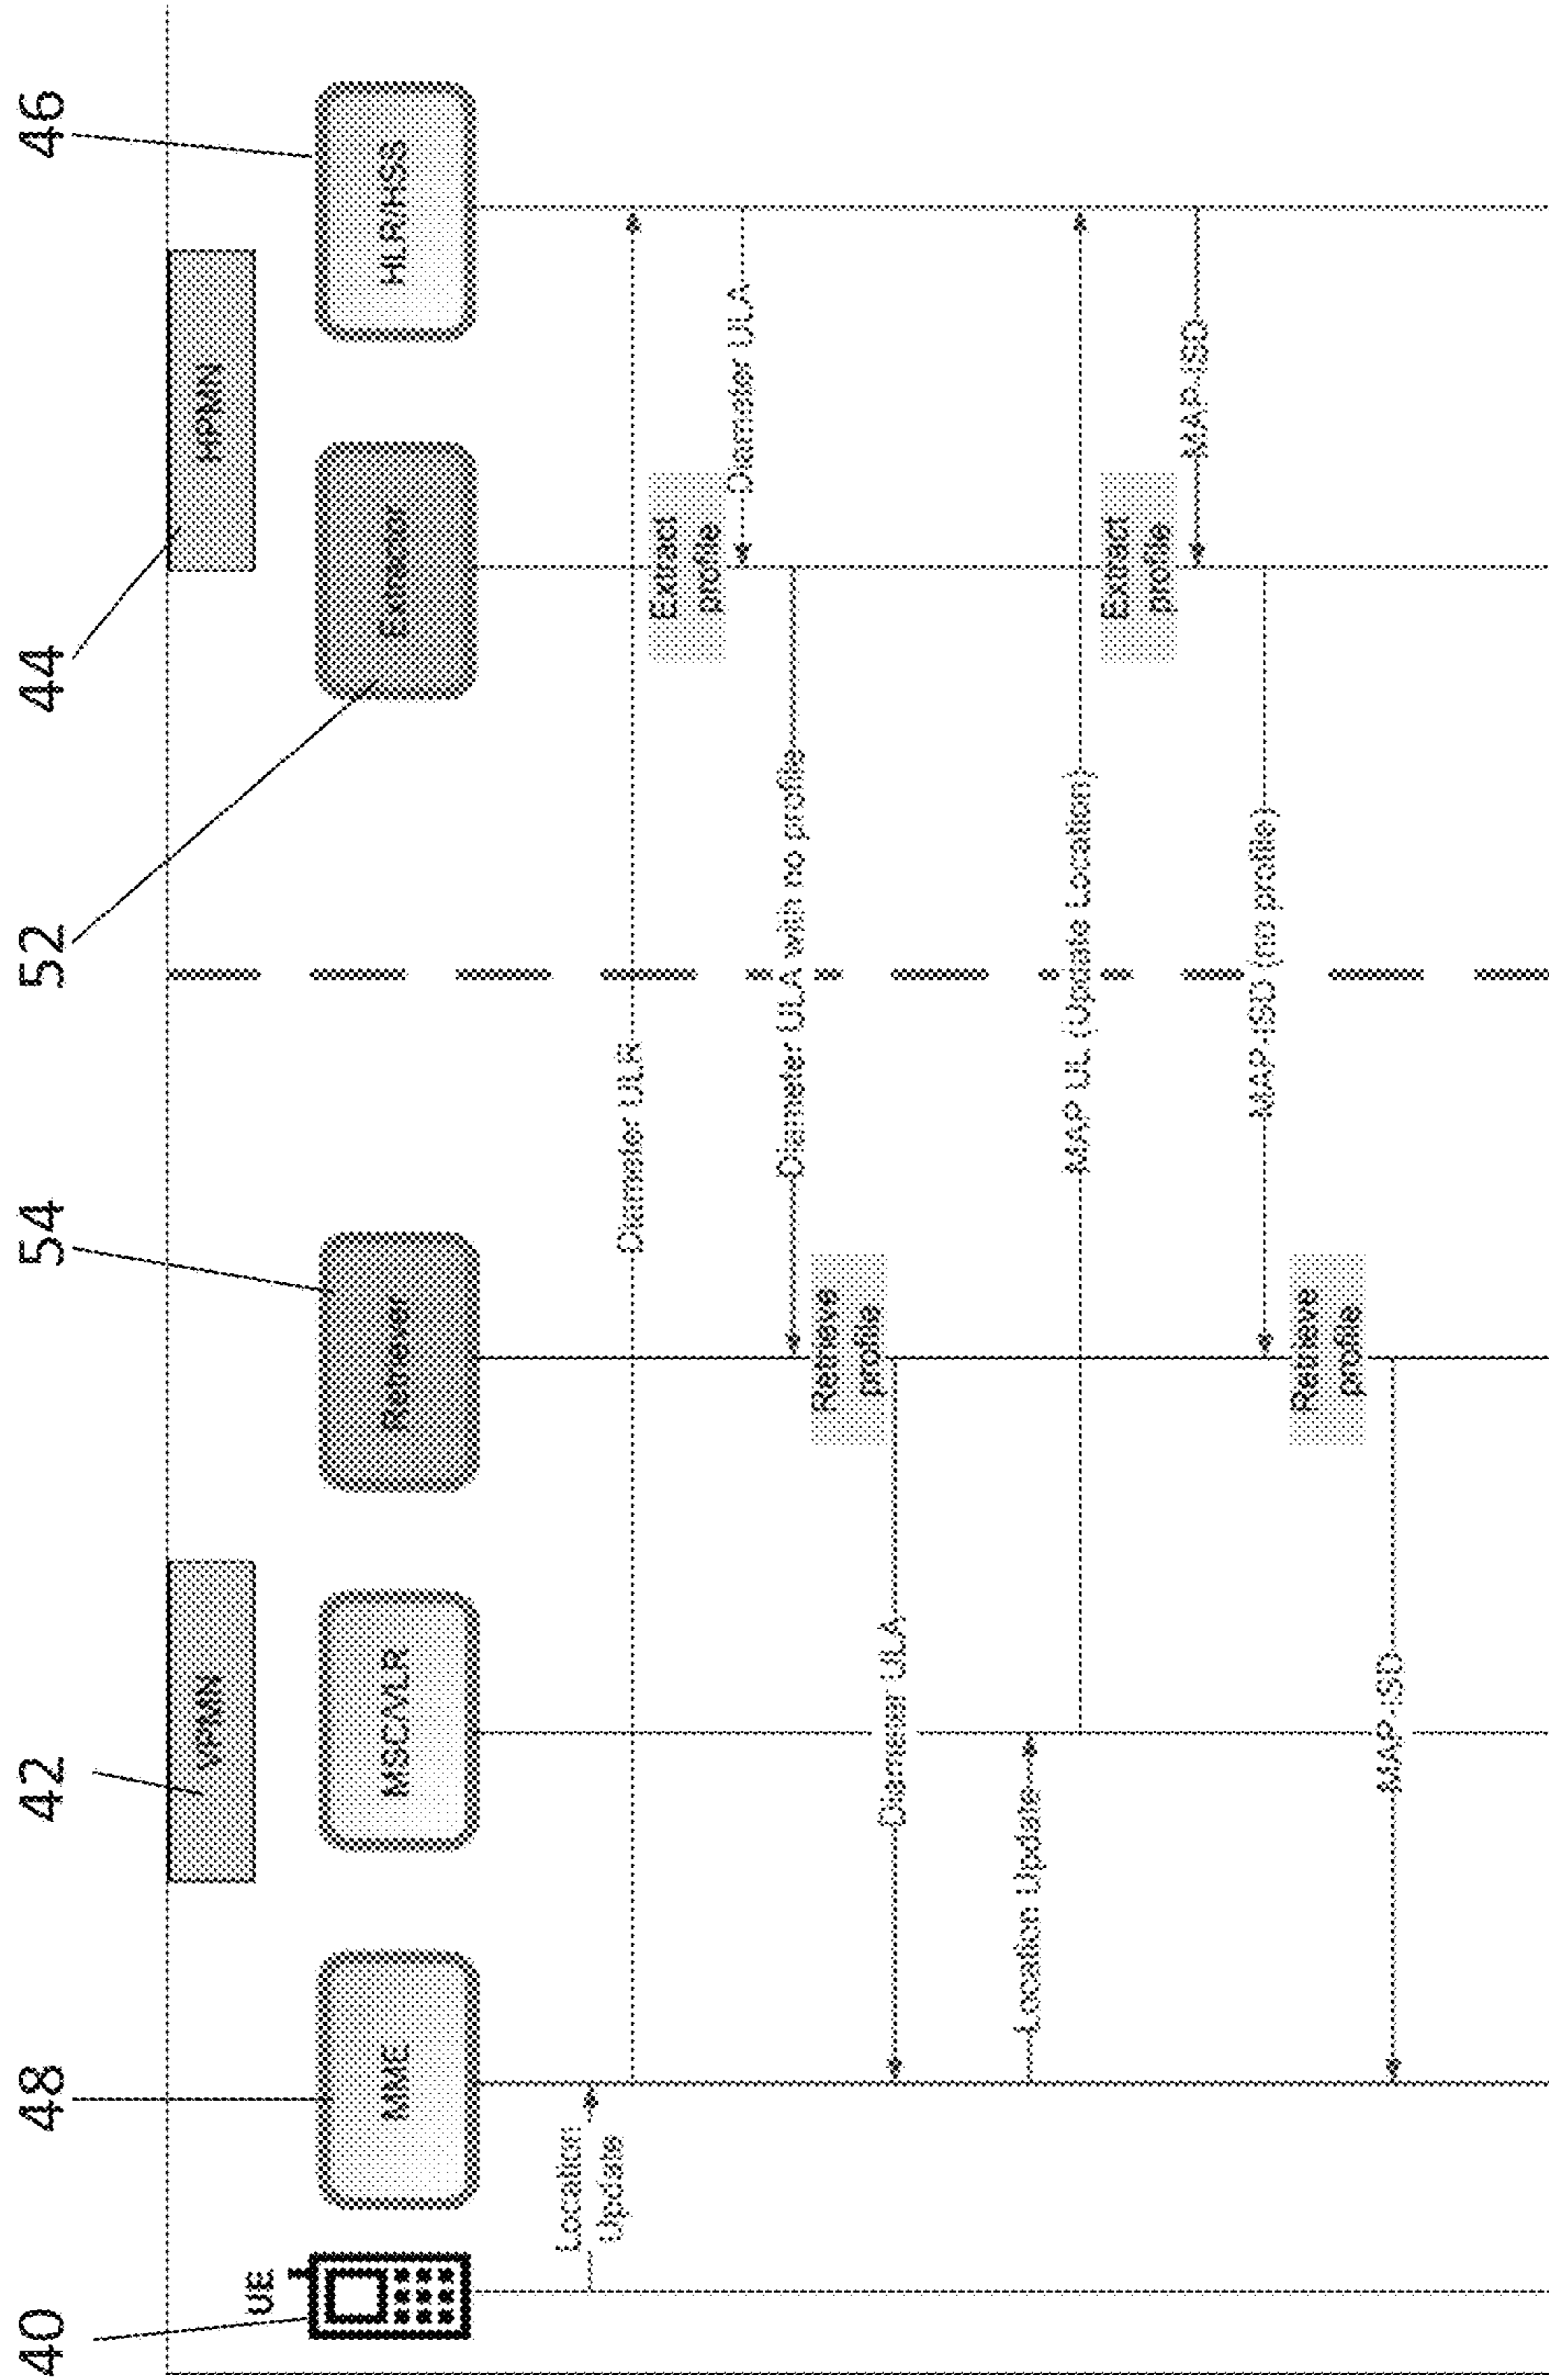 40
48
42
54
52
44
46
VPMN
HPMN
UE
MME
MSC/VLR
Retriever
Extractor
HLR/HSS
Location
Update
Diameter ULR
Extract
profile
Diameter ULA
Diameter ULA with no profile
Retrieve
profile
Diameter ULA
Location Update
MAP UL (Update Location)
Extract
profile
MAP-ISD
MAP-ISD (no profile)
Retrieve
profile
MAP-ISD